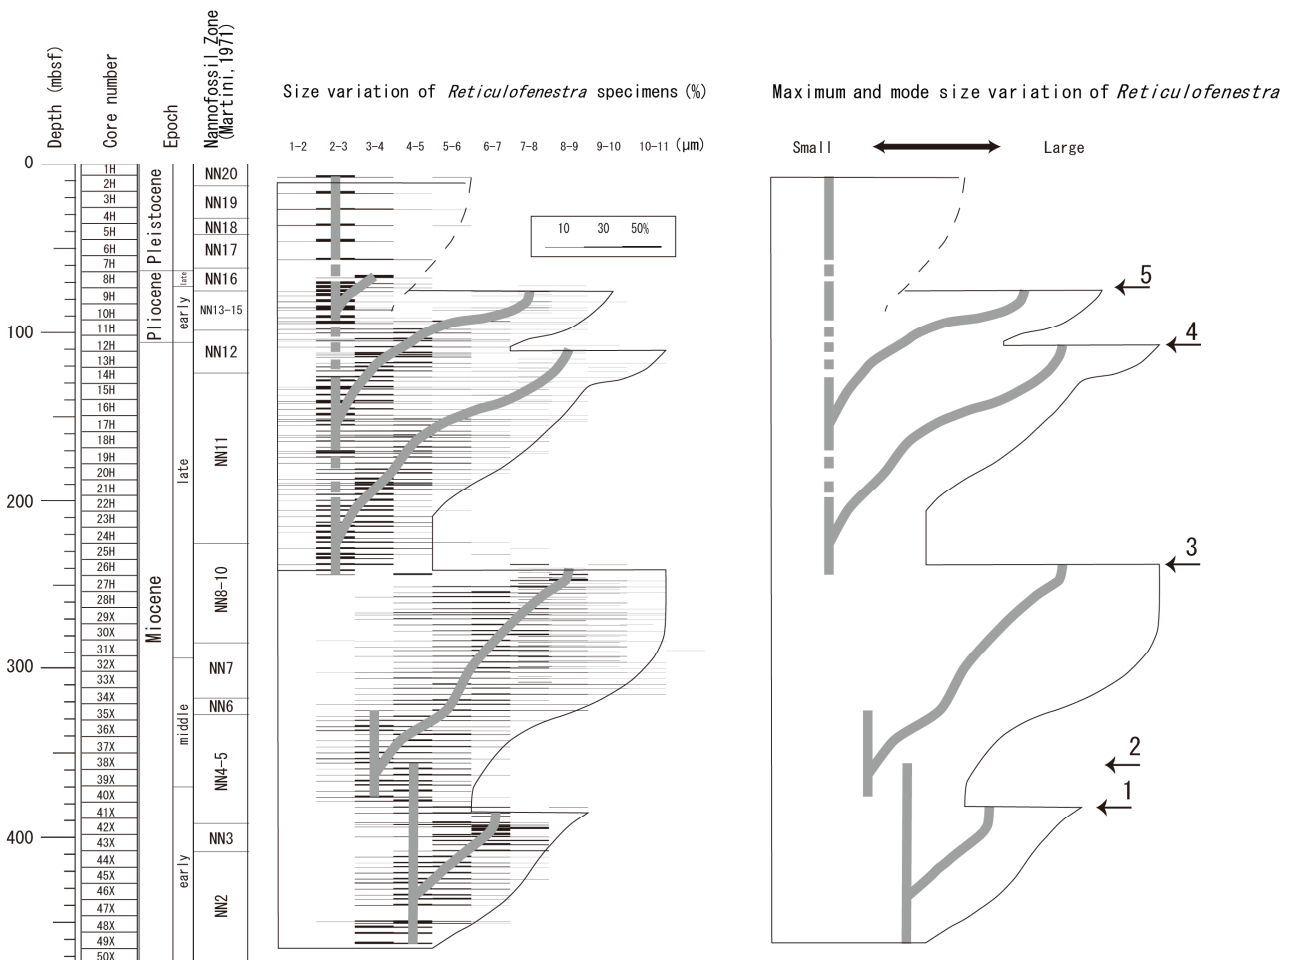 Depth (mbsf)
Core number
Epoch
Nannofossil Zone
(Martini, 1971)
Size variation of Reticulofenestra specimens (%)
Maximum and mode size variation of Reticulofenestra
1-2 2-3 3-4 4-5 5-6 6-7 7-8 8-9 9-10 10-11 (μm)
Small Large
10 30 50%
0
100
200
300
400
1H
2H
3H
4H
5H
6H
7H
8H
9H
10H
11H
12H
13H
14H
15H
16H
17H
18H
19H
20H
21H
22H
23H
24H
25H
26H
27H
28H
29X
30X
31X
32X
33X
34X
35X
36X
37X
38X
39X
40X
41X
42X
43X
44X
45X
46X
47X
48X
49X
50X
Pleistocene
Pliocene
Miocene
late
early
late
middle
early
NN20
NN19
NN18
NN17
NN16
NN13-15
NN12
NN11
NN8-10
NN7
NN6
NN4-5
NN3
NN2
5
4
3
2
1